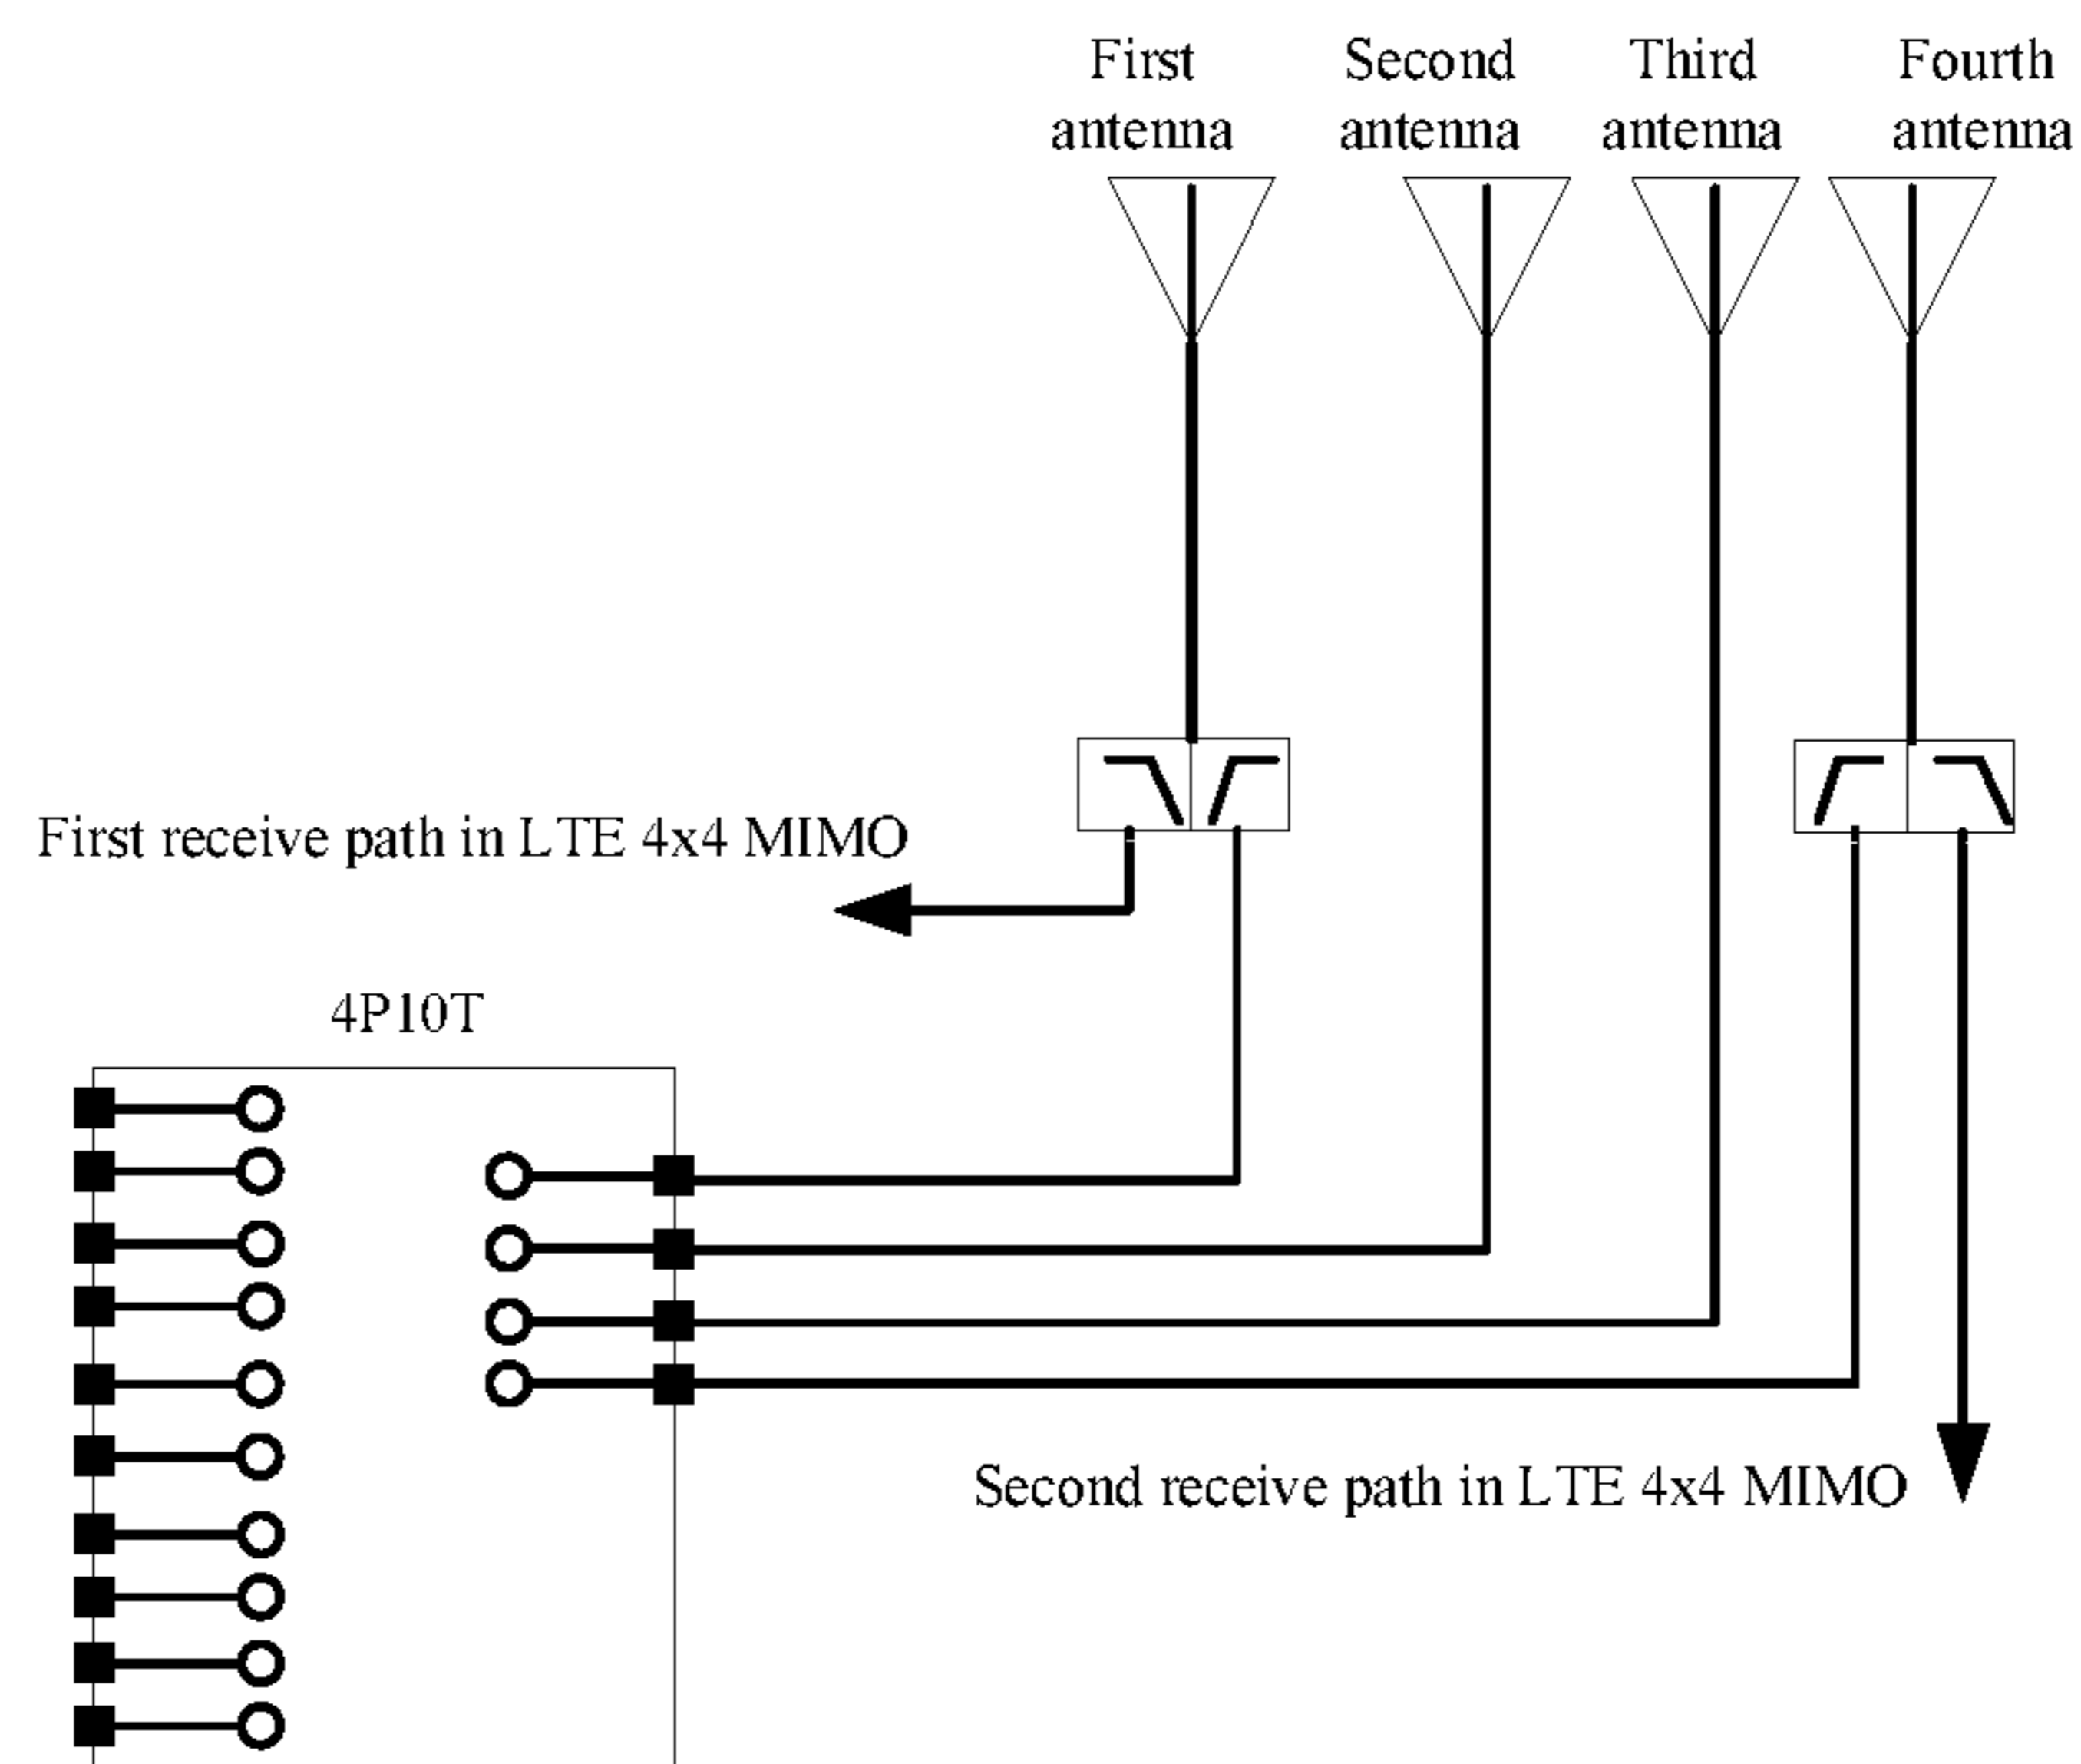 First Second Third Fourth
antenna antenna antenna antenna
First receive path in LTE 4x4 MIMO
4P10T
Second receive path in LTE 4x4 MIMO